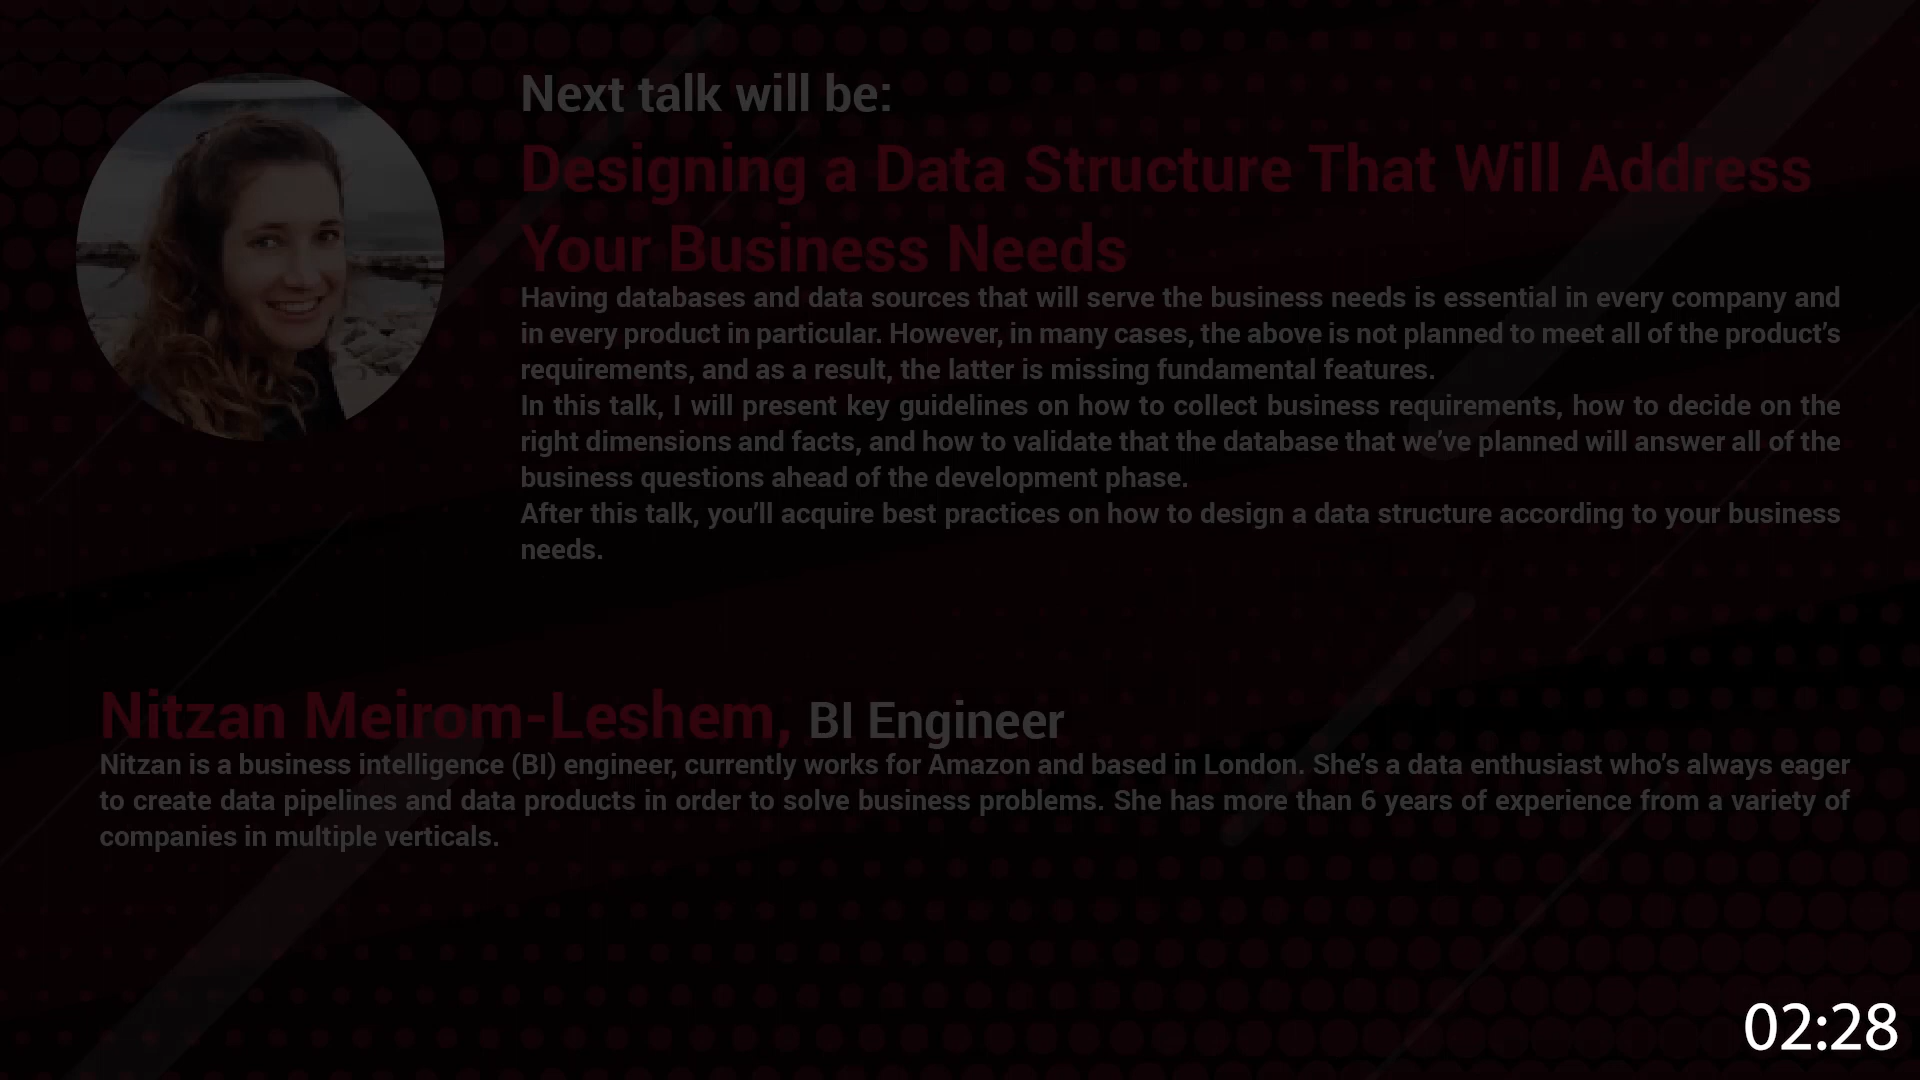 Next talk will be:
Designing a Data Structure That Will Address
Your Business Needs
Having databases and data sources that will serve the business needs is essential in every company and
in every product in particular. However, in many cases, the above is not planned to meet all of the product’s
requirements, and as a result, the latter is missing fundamental features.
In this talk, I will present key guidelines on how to collect business requirements, how to decide on the
right dimensions and facts, and how to validate that the database that we’ve planned will answer all of the
business questions ahead of the development phase.
After this talk, you’ll acquire best practices on how to design a data structure according to your business
needs.
Nitzan Meirom-Leshem, BI Engineer
Nitzan is a business intelligence (BI) engineer, currently works for Amazon and based in London. She’s a data enthusiast who’s always eager
to create data pipelines and data products in order to solve business problems. She has more than 6 years of experience from a variety of
companies in multiple verticals.
02:28